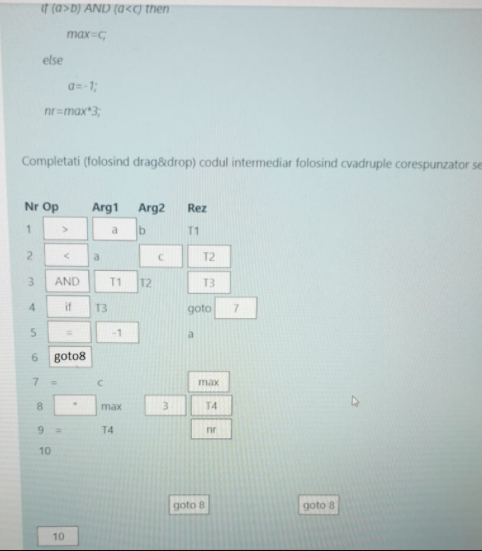 if (a>b) AND (a<c) then
max=c;
else
a=-1;
nr=max*3;
Completati (folosind drag&drop) codul intermediar folosind cvadruple corespunzator
Nr Op Arg1 Arg2 Rez
1 > a b T1
2 < a c T2
3 AND T1 T2 T3
4 if T3 goto 7
5 = -1 a
6 goto8
7 = c max
8 * max 3 T4
9 = T4 nr
10
goto 8 goto 8
10